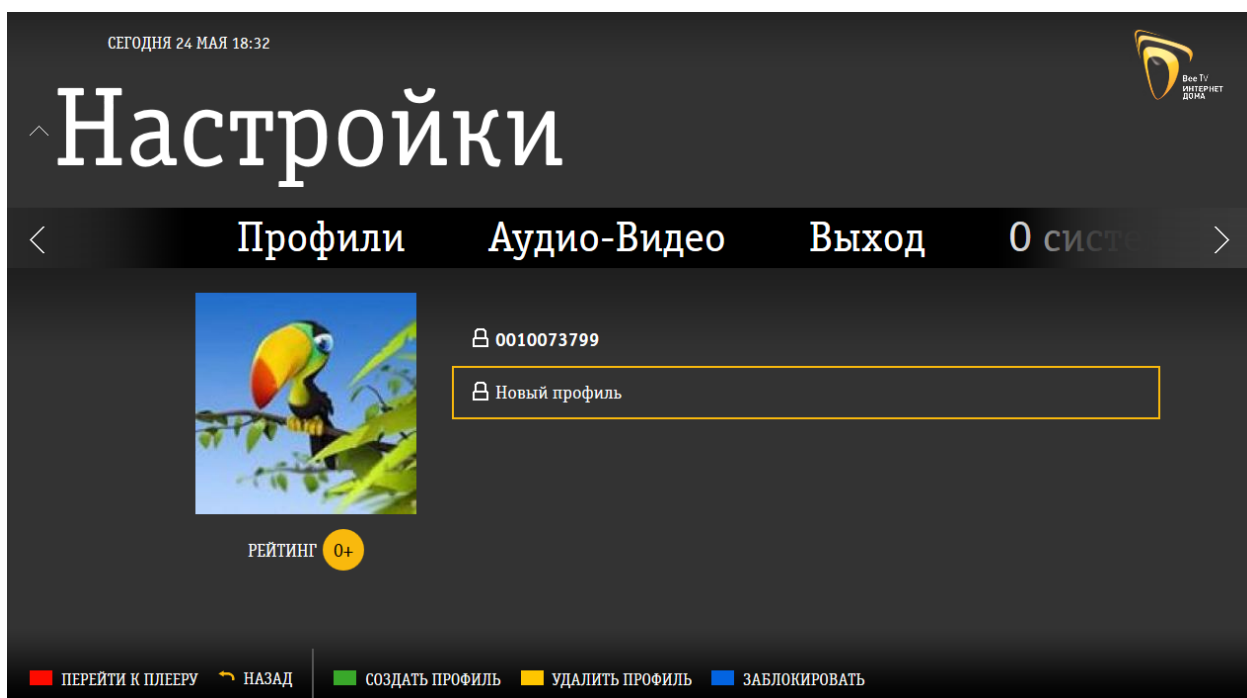 СЕГОДНЯ 24 МАЯ 18:32
Bee TV
ИНТЕРНЕТ
ДОМА
Настройки
Профили Аудио-Видео Выход О систе
0010073799
Новый профиль
РЕЙТИНГ 0+
ПЕРЕЙТИ К ПЛЕЕРУ НАЗАД СОЗДАТЬ ПРОФИЛЬ УДАЛИТЬ ПРОФИЛЬ ЗАБЛОКИРОВАТЬ